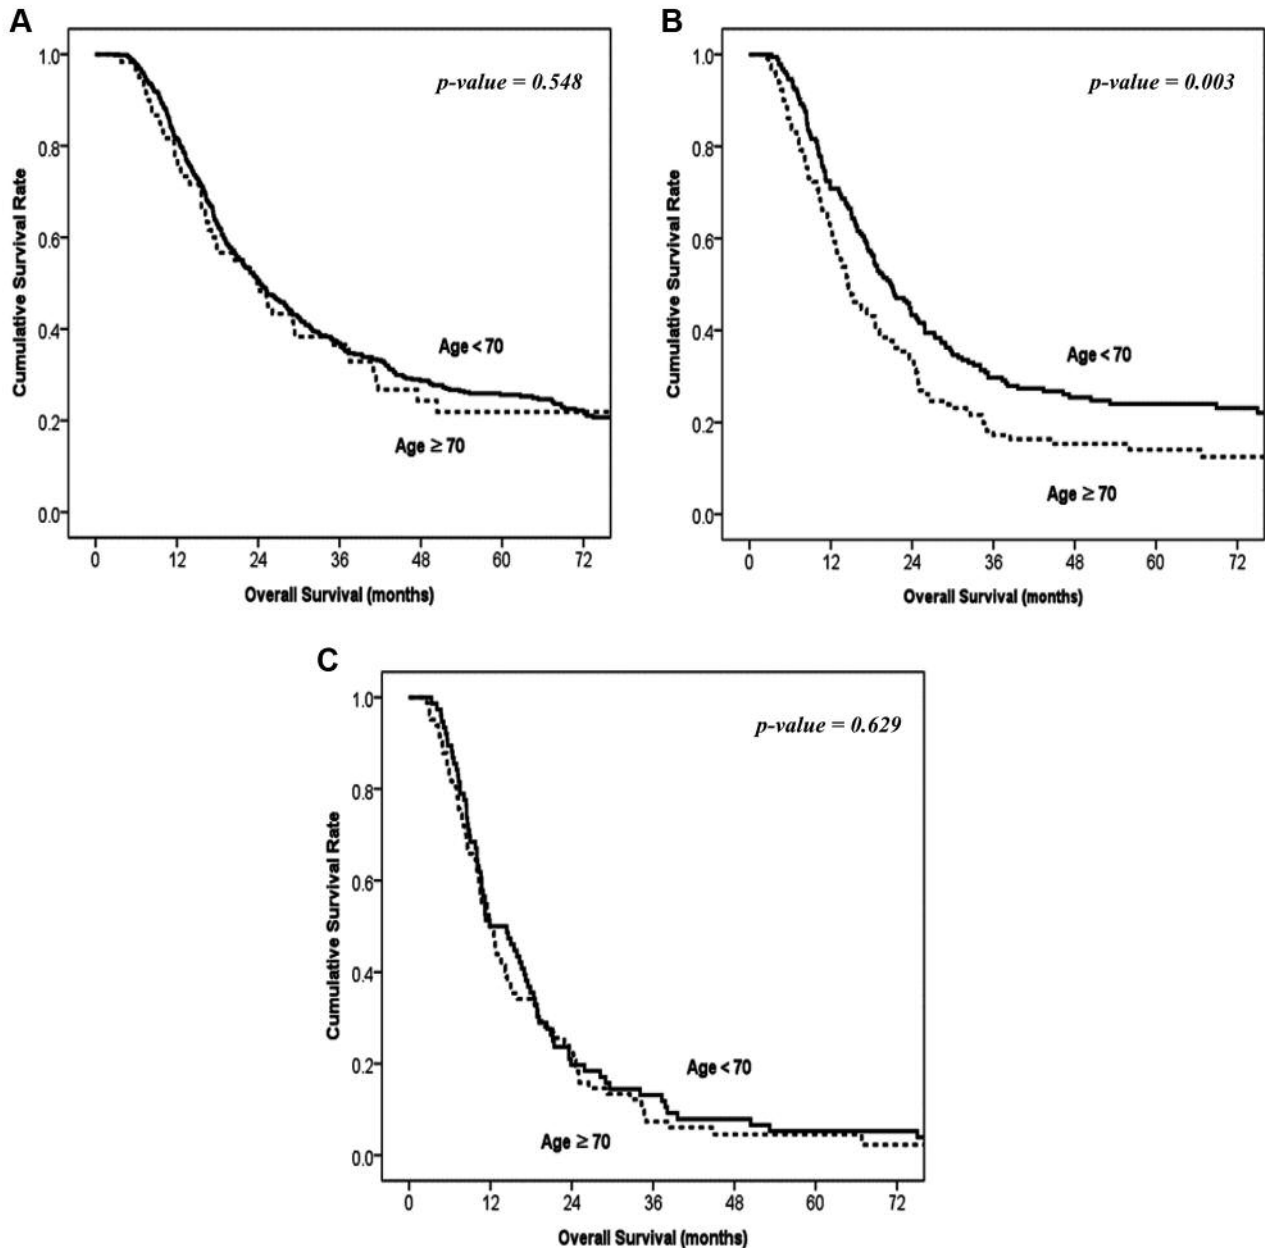 A
p-value = 0.548
Cumulative Survival Rate
1.0
0.8
0.6
0.4
0.2
0.0
Age < 70
Age ≥ 70
0 12 24 36 48 60 72
Overall Survival (months)
B
p-value = 0.003
Cumulative Survival Rate
1.0
0.8
0.6
0.4
0.2
0.0
Age < 70
Age ≥ 70
0 12 24 36 48 60 72
Overall Survival (months)
C
p-value = 0.629
Cumulative Survival Rate
1.0
0.8
0.6
0.4
0.2
0.0
Age < 70
Age ≥ 70
0 12 24 36 48 60 72
Overall Survival (months)